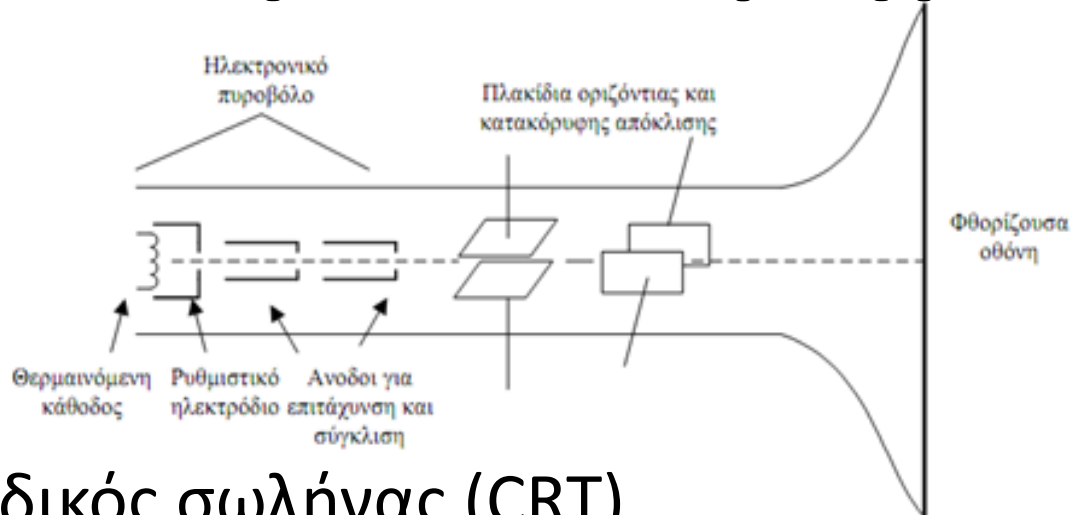 Ηλεκτρονικό
πυροβόλο
Πλακίδια οριζόντιας και
κατακόρυφης απόκλισης
Φθορίζουσα
οθόνη
Θερμαινόμενη
κάθοδος
Ρυθμιστικό
ηλεκτρόδιο
Ανοδοι για
επιτάχυνση και
σύγκλιση
δικός σωλήνας (CRT)